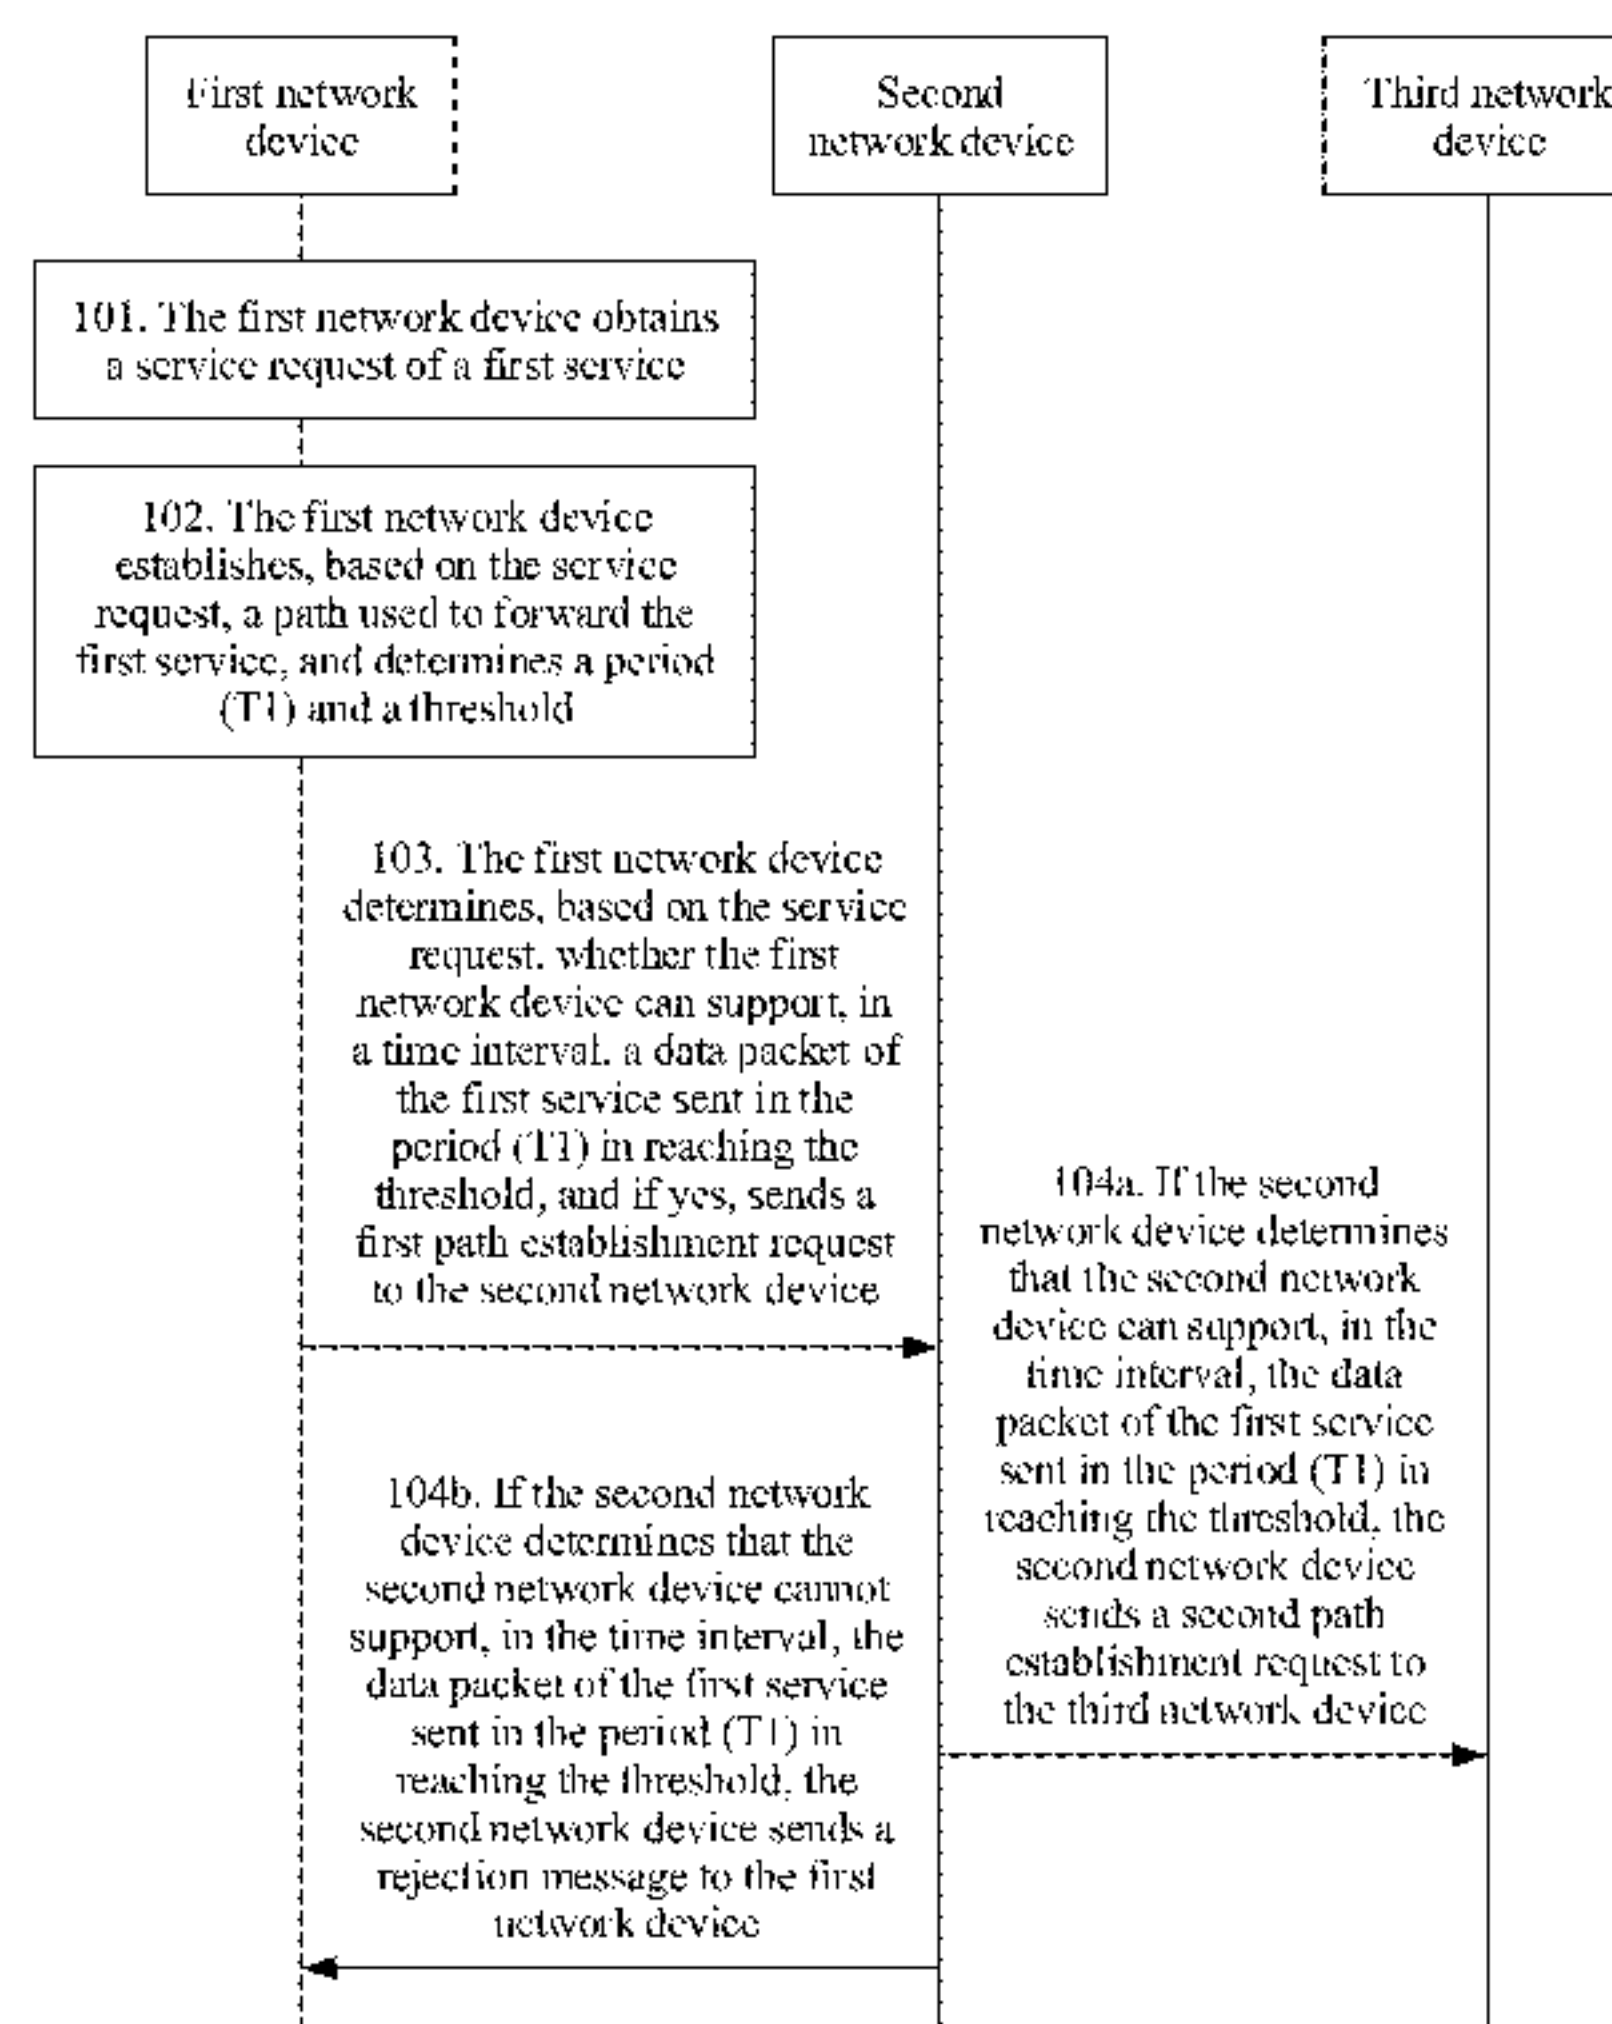 First network
device
Second
network device
Third network
device
101. The first network device obtains
a service request of a first service
102. The first network device
establishes, based on the service
request, a path used to forward the
first service, and determines a period
(T1) and a threshold
103. The first network device
determines, based on the service
request, whether the first
network device can support, in
a time interval, a data packet of
the first service sent in the
period (T1) in reaching the
threshold, and if yes, sends a
first path establishment request
to the second network device
104a. If the second
network device determines
that the second network
device can support, in the
time interval, the data
packet of the first service
sent in the period (T1) in
reaching the threshold, the
second network device
sends a second path
establishment request to
the third network device
104b. If the second network
device determines that the
second network device cannot
support, in the time interval, the
data packet of the first service
sent in the period (T1) in
reaching the threshold, the
second network device sends a
rejection message to the first
network device